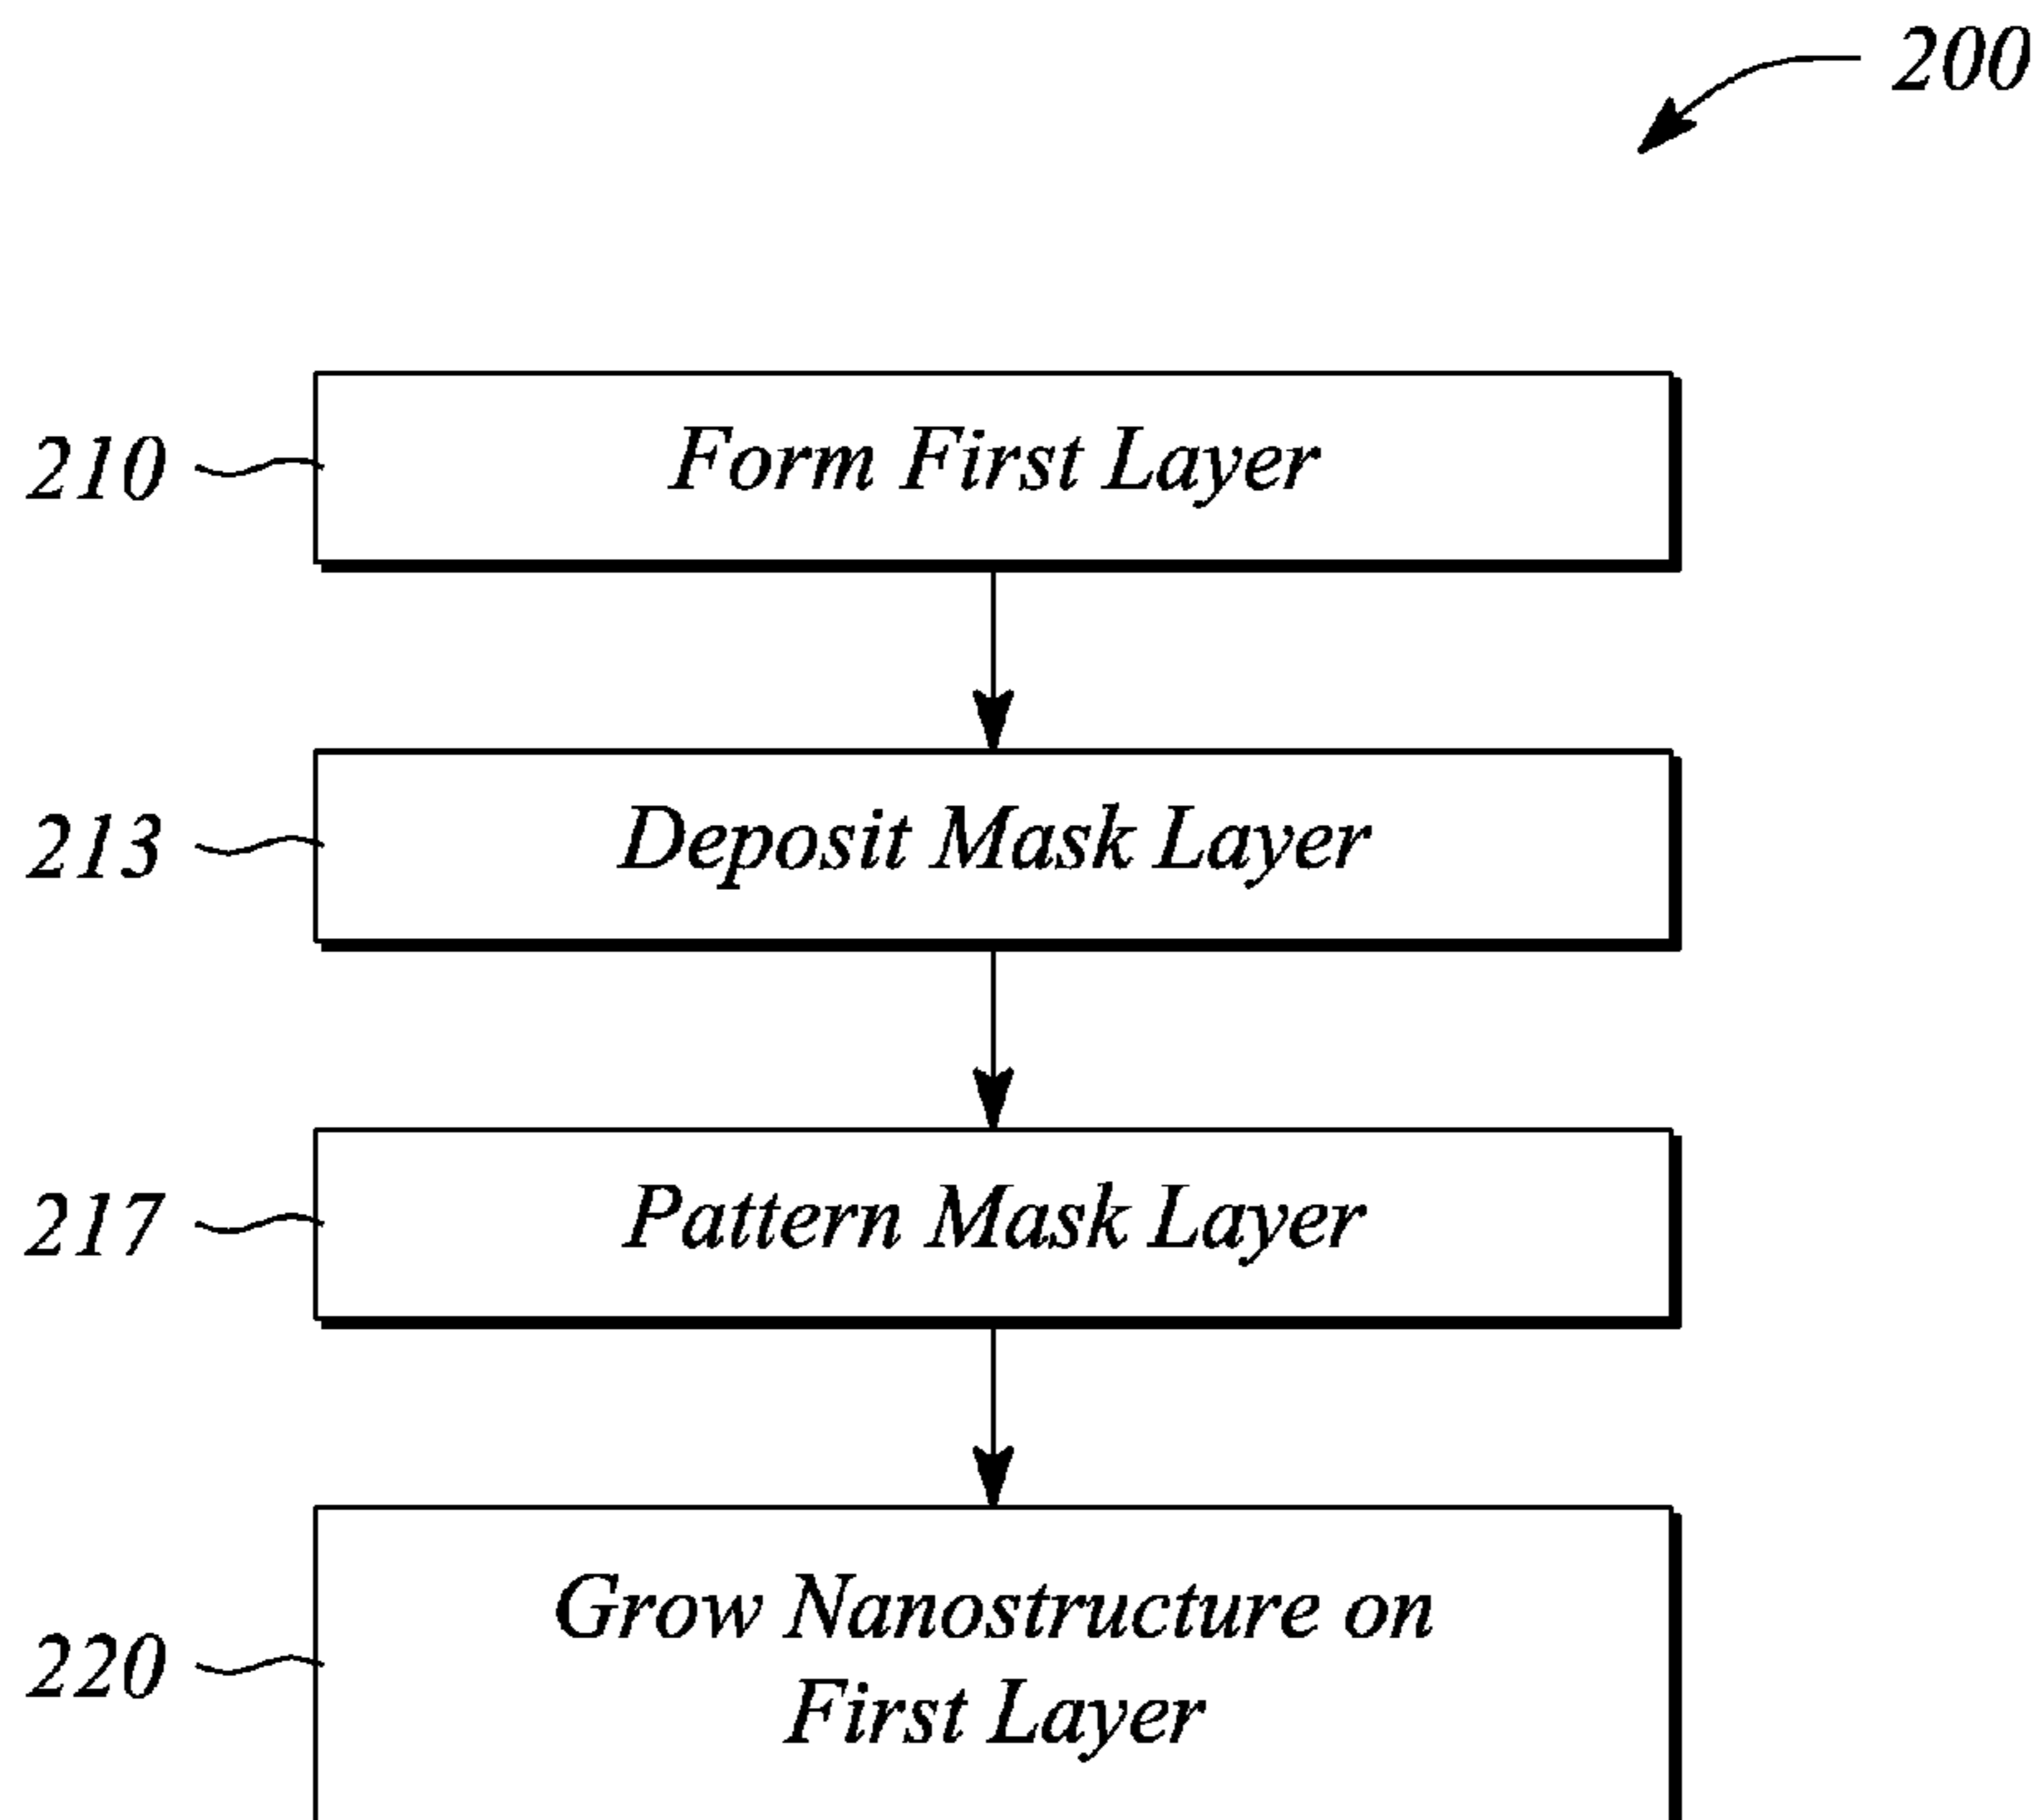 200
210
Form First Layer
213
Deposit Mask Layer
217
Pattern Mask Layer
220
Grow Nanostructure on
First Layer